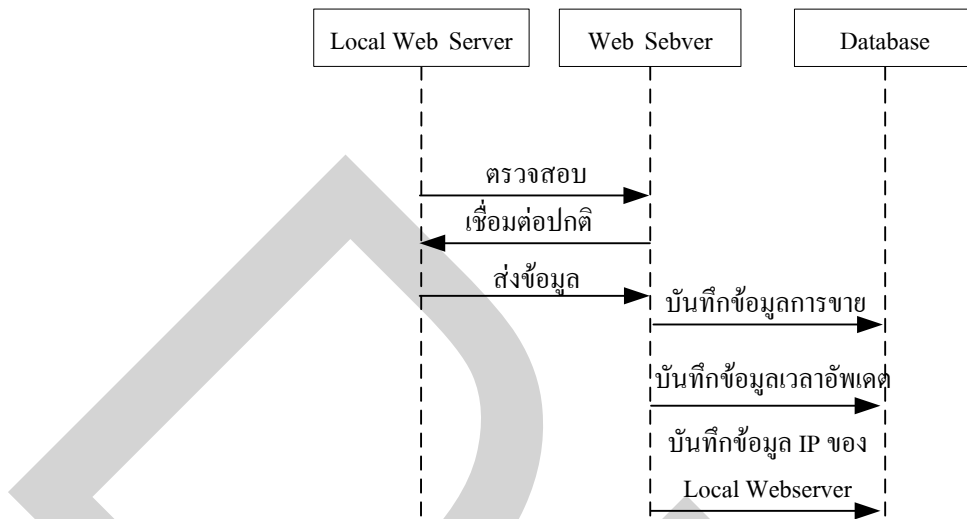 Local Web Server
Web Sebver
Database
ตรวจสอบ
เชื่อมต่อปกติ
ส่งข้อมูล
บันทึกข้อมูลการขาย
บันทึกข้อมูลเวลาอัพเดต
บันทึกข้อมูล IP ของ
Local Webserver